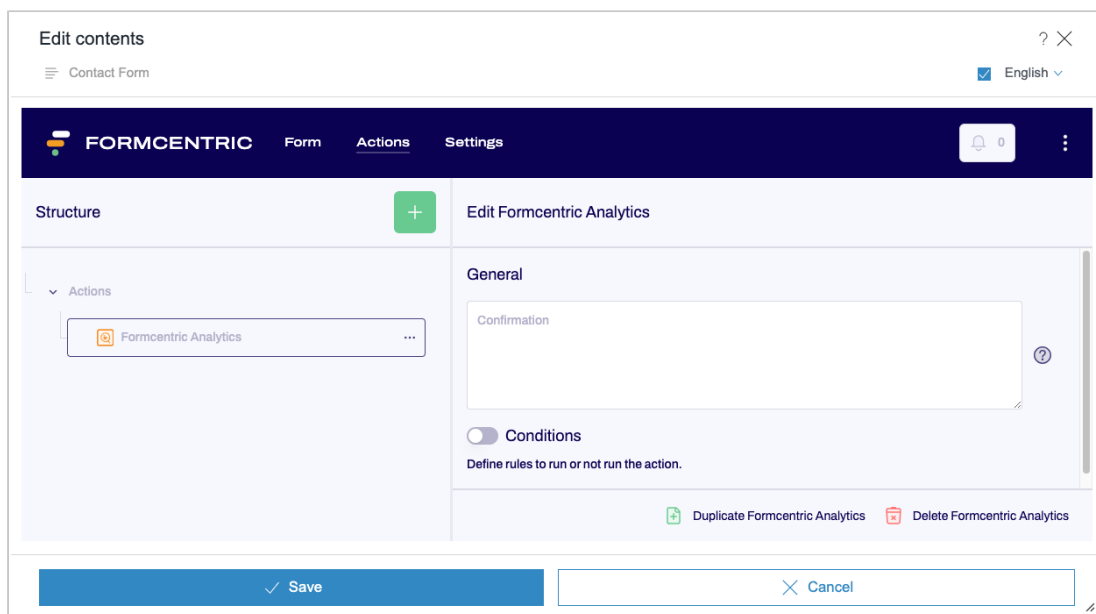 Edit contents
?
Contact Form
English
FORMCENTRIC Form Actions Settings 0
Structure
+
Edit Formcentric Analytics
Actions
Formcentric Analytics ...
General
Confirmation
?
Conditions
Define rules to run or not run the action.
Duplicate Formcentric Analytics Delete Formcentric Analytics
Save Cancel